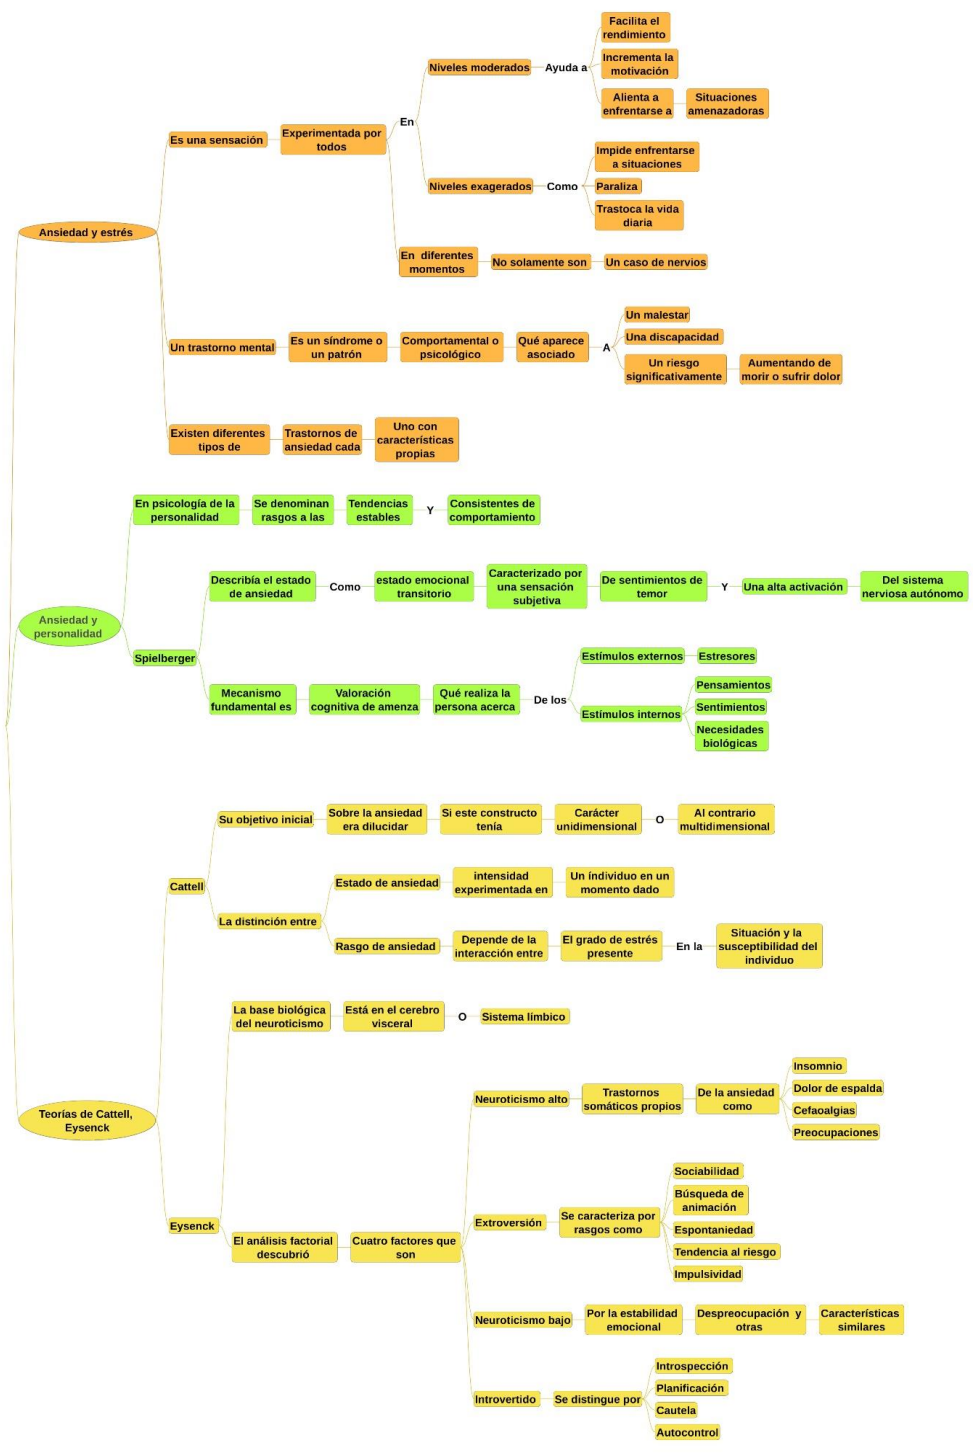 Ansiedad y estrés
Es una sensación
Experimentada por
todos
En
Niveles moderados
Ayuda a
Facilita el
rendimiento
Incrementa la
motivación
Alienta a
enfrentarse a
Situaciones
amenazadoras
Niveles exagerados
Como
Impide enfrentarse
a situaciones
Paraliza
Trastoca la vida
diaria
En diferentes
momentos
No solamente son
Un caso de nervios
Un trastorno mental
Es un síndrome o
un patrón
Comportamental o
psicológico
Qué aparece
asociado
A
Un malestar
Una discapacidad
Un riesgo
significativamente
Aumentando de
morir o sufrir dolor
Existen diferentes
tipos de
Trastornos de
ansiedad cada
Uno con
características
propias
Ansiedad y
personalidad
En psicología de la
personalidad
Se denominan
rasgos a las
Tendencias
estables
Y
Consistentes de
comportamiento
Spielberger
Describía el estado
de ansiedad
Como
estado emocional
transitorio
Caracterizado por
una sensación
subjetiva
De sentimientos de
temor
Y
Una alta activación
Del sistema
nerviosa autónomo
Mecanismo
fundamental es
Valoración
cognitiva de amenza
Qué realiza la
persona acerca
De los
Estímulos externos
Estresores
Estímulos internos
Pensamientos
Sentimientos
Necesidades
biológicas
Teorías de Cattell,
Eysenck
Cattell
Su objetivo inicial
Sobre la ansiedad
era dilucidar
Si este constructo
tenía
Carácter
unidimensional
O
Al contrario
multidimensional
La distinción entre
Estado de ansiedad
intensidad
experimentada en
Un índividuo en un
momento dado
Rasgo de ansiedad
Depende de la
interacción entre
El grado de estrés
presente
En la
Situación y la
susceptibilidad del
individuo
Eysenck
La base biológica
del neuroticismo
Está en el cerebro
visceral
O
Sistema límbico
El análisis factorial
descubrió
Cuatro factores que
son
Neuroticismo alto
Trastornos
somáticos propios
De la ansiedad
como
Insomnio
Dolor de espalda
Cefaoalgias
Preocupaciones
Extroversión
Se caracteriza por
rasgos como
Sociabilidad
Búsqueda de
animación
Espontaniedad
Tendencia al riesgo
Impulsividad
Neuroticismo bajo
Por la estabilidad
emocional
Despreocupación y
otras
Características
similares
Introvertido
Se distingue por
Introspección
Planificación
Cautela
Autocontrol